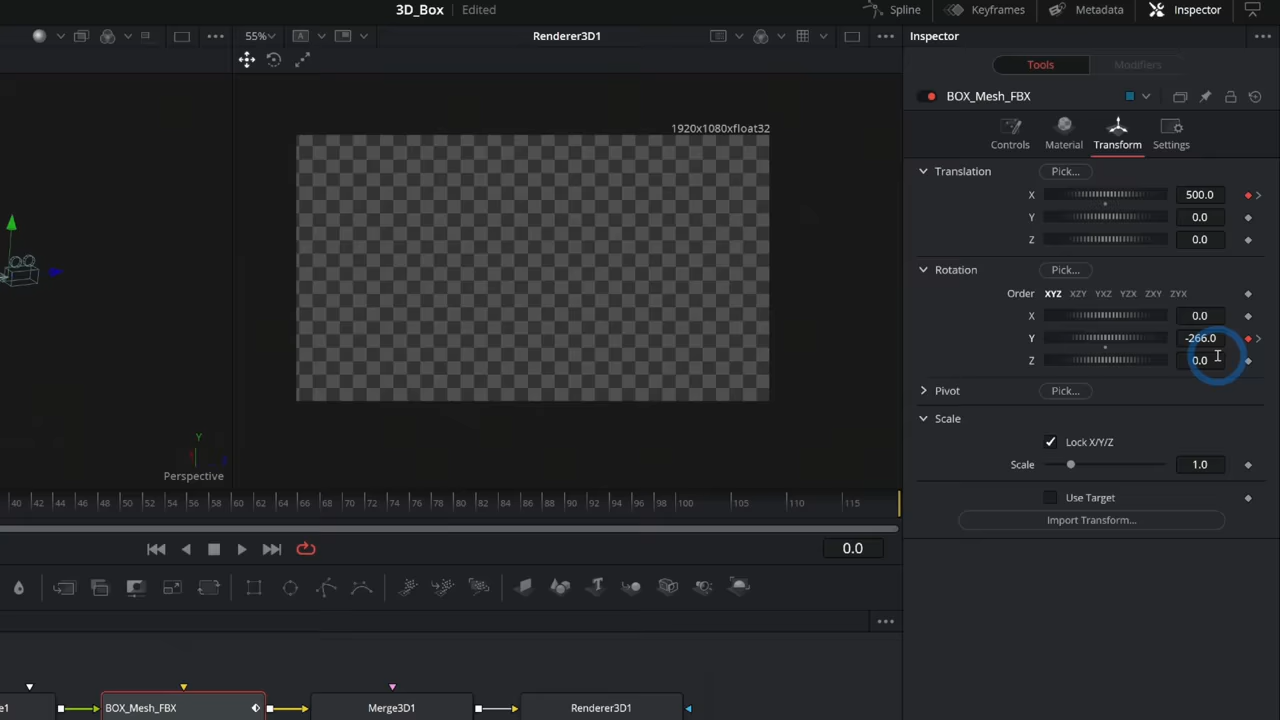 3D_Box Edited
Spline Keyframes Metadata Inspector
55% A Renderer3D1 Inspector
Tools Modifiers
BOX_Mesh_FBX
1920x1080xfloat32
Controls Material Transform Settings
Translation Pick...
X 500.0
Y 0.0
Z 0.0
Rotation Pick...
Order XYZ XZY YXZ YZX ZXY ZYX
X 0.0
Y -266.0
Z 0.0
Pivot Pick...
Scale
Lock X/Y/Z
Scale 1.0
Y
Perspective
Use Target
Import Transform...
40 42 44 46 48 50 52 54 56 58 60 62 64 66 68 70 72 74 76 78 80 82 84 86 88 90 92 94 96 98 100 105 110 115
0.0
T
e1 BOX_Mesh_FBX Merge3D1 Renderer3D1